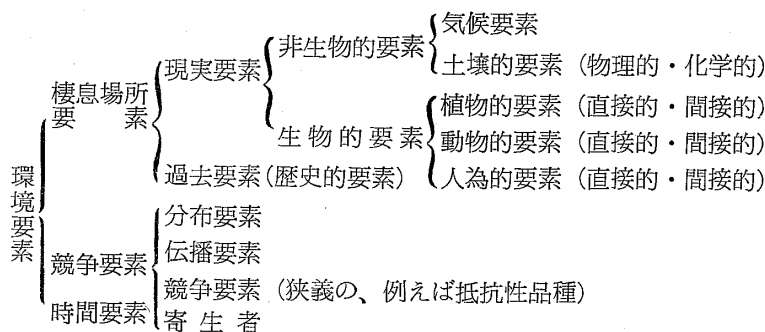 環境要素
棲息場所
要素
現実要素
非生物的要素
気候要素
土壌的要素(物理的・化学的)
生物的要素
植物的要素(直接的・間接的)
動物的要素(直接的・間接的)
人為的要素(直接的・間接的)
過去要素(歴史的要素)
競争要素
分布要素
伝播要素
競争要素(狭義の、例えば抵抗性品種)
寄生者
時間要素